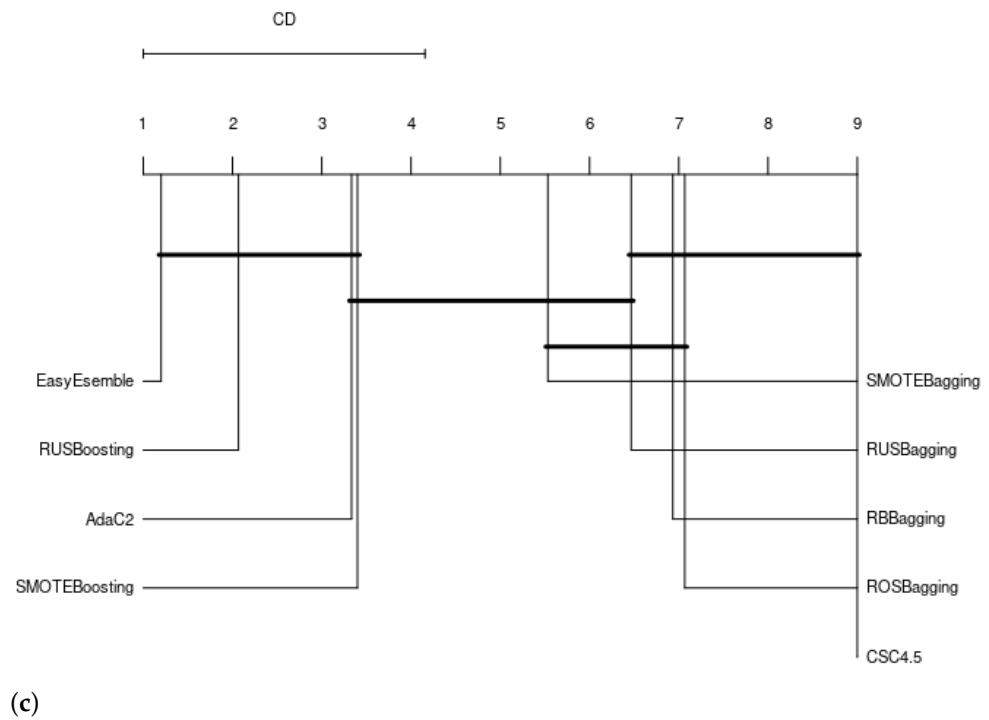 CD
1 2 3 4 5 6 7 8 9
EasyEsemble SMOTEBagging
RUSBoosting RUSBagging
AdaC2 RBBagging
SMOTEBoosting ROSBagging
CSC4.5
(c)